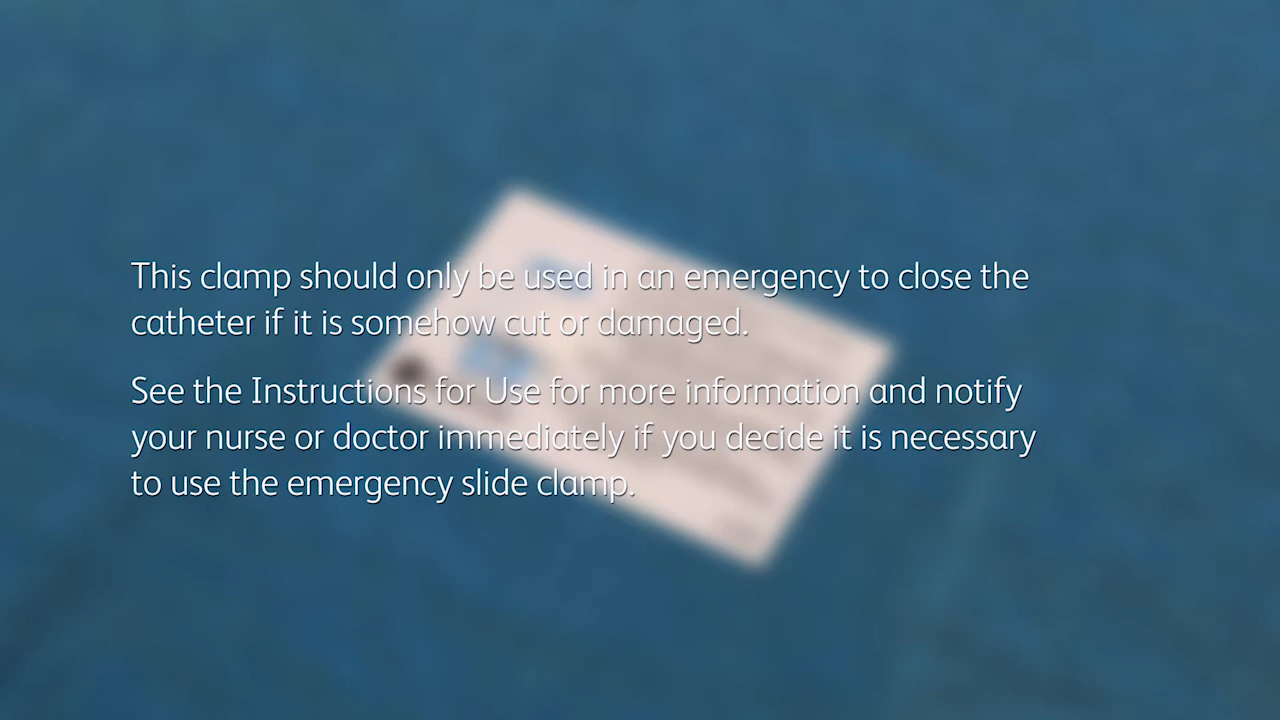 This clamp should only be used in an emergency to close the
catheter if it is somehow cut or damaged.
See the Instructions for Use for more information and notify
your nurse or doctor immediately if you decide it is necessary
to use the emergency slide clamp.